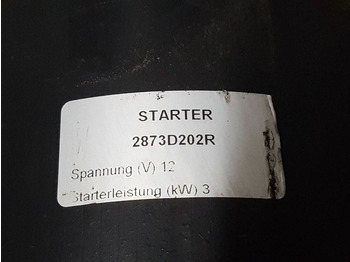 STARTER
2873D202R
Spannung (V) 12
Starterleistung (kW) 3